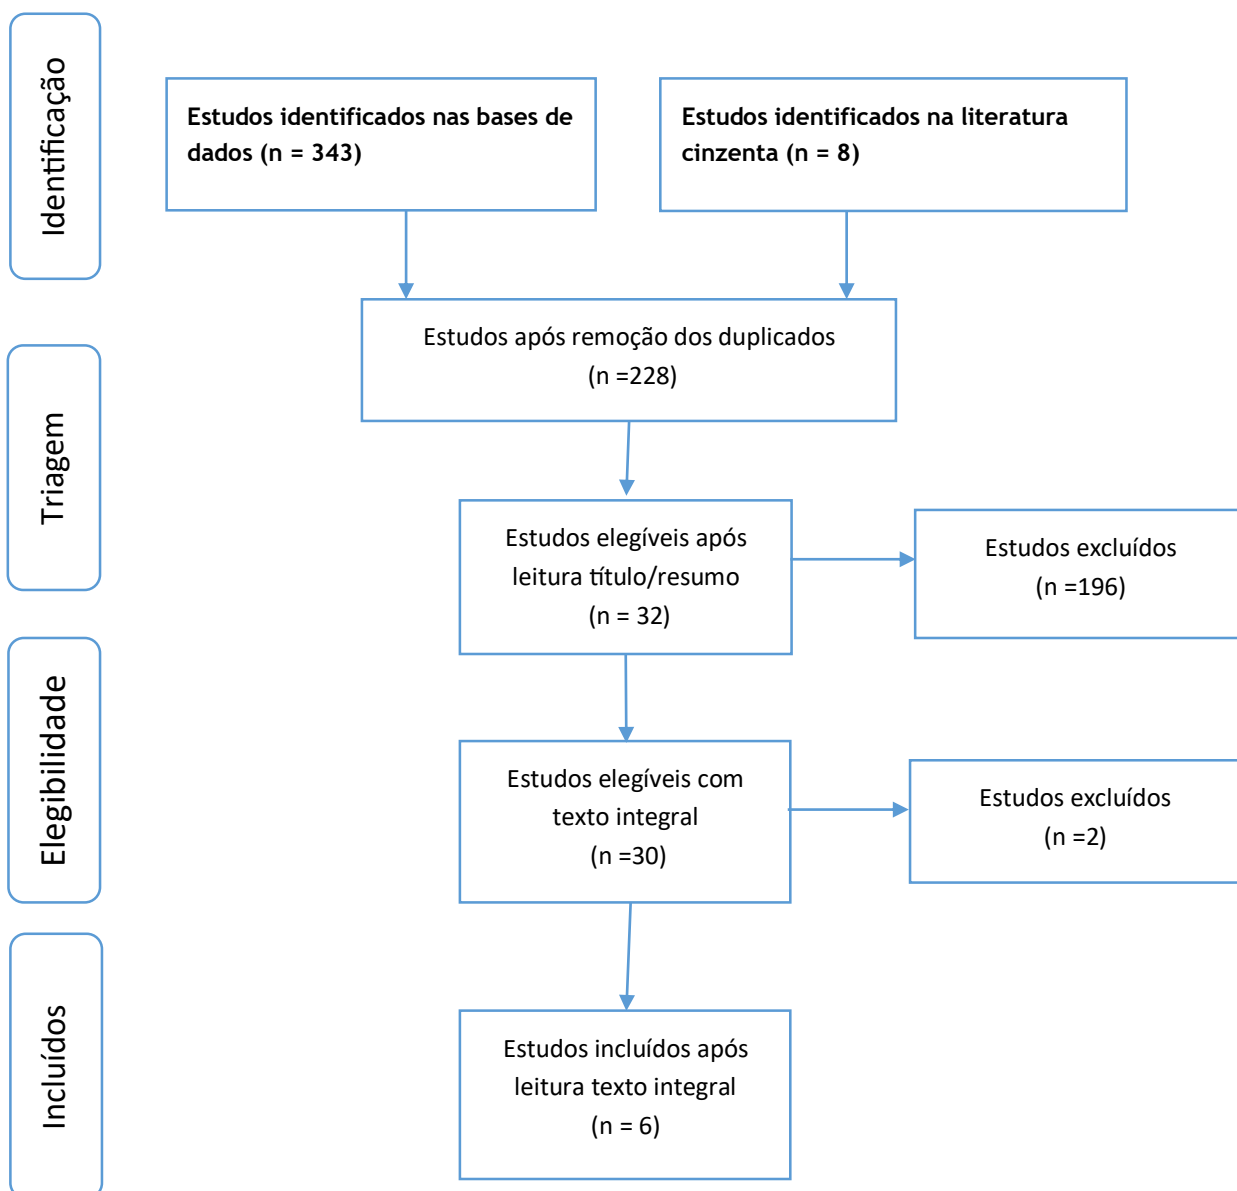 Identificação
Estudos identificados nas bases de
dados (n = 343)
Estudos identificados na literatura
cinzenta (n = 8)
Estudos após remoção dos duplicados
(n =228)
Triagem
Estudos elegíveis após
leitura título/resumo
(n = 32)
Estudos excluídos
(n =196)
Elegibilidade
Estudos elegíveis com
texto integral
(n =30)
Estudos excluídos
(n =2)
Incluídos
Estudos incluídos após
leitura texto integral
(n = 6)